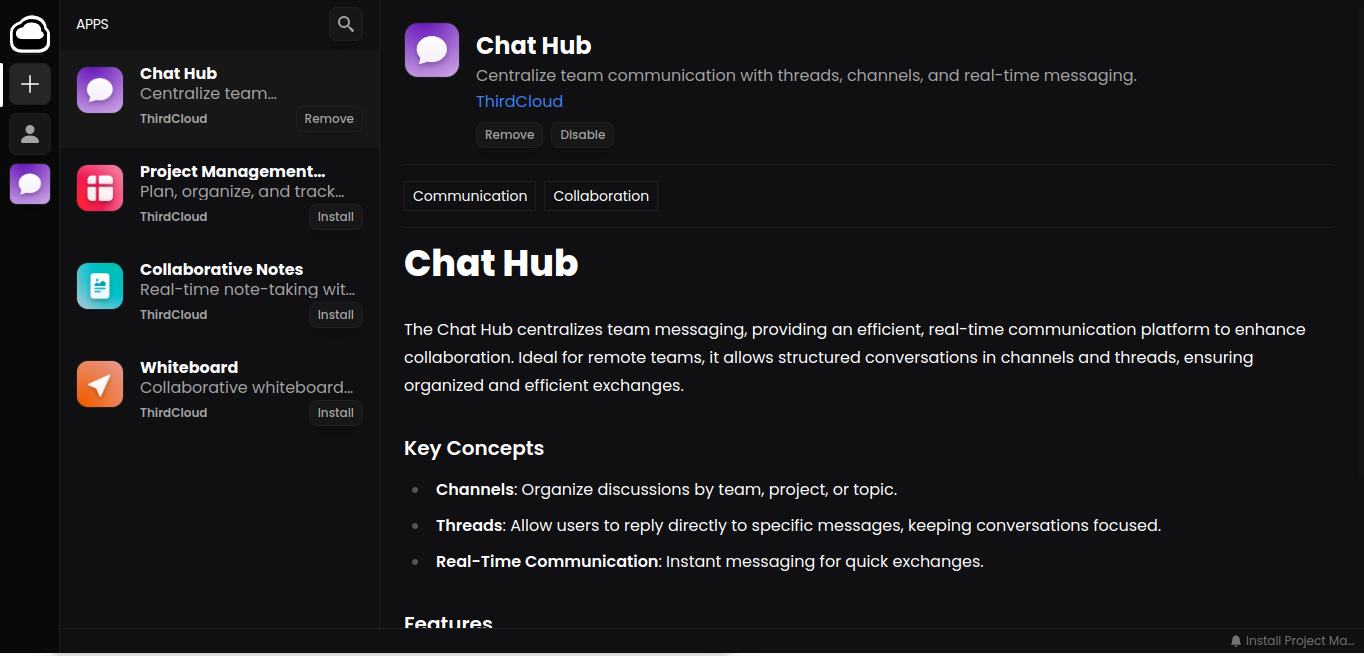 APPS
Chat Hub
Centralize team...
ThirdCloud
Remove
Project Management...
Plan, organize, and track...
ThirdCloud
Install
Collaborative Notes
Real-time note-taking wit...
ThirdCloud
Install
Whiteboard
Collaborative whiteboard...
ThirdCloud
Install
Chat Hub
Centralize team communication with threads, channels, and real-time messaging.
ThirdCloud
Remove Disable
Communication Collaboration
Chat Hub
The Chat Hub centralizes team messaging, providing an efficient, real-time communication platform to enhance
collaboration. Ideal for remote teams, it allows structured conversations in channels and threads, ensuring
organized and efficient exchanges.
Key Concepts
Channels: Organize discussions by team, project, or topic.
Threads: Allow users to reply directly to specific messages, keeping conversations focused.
Real-Time Communication: Instant messaging for quick exchanges.
Features
Install Project Ma...